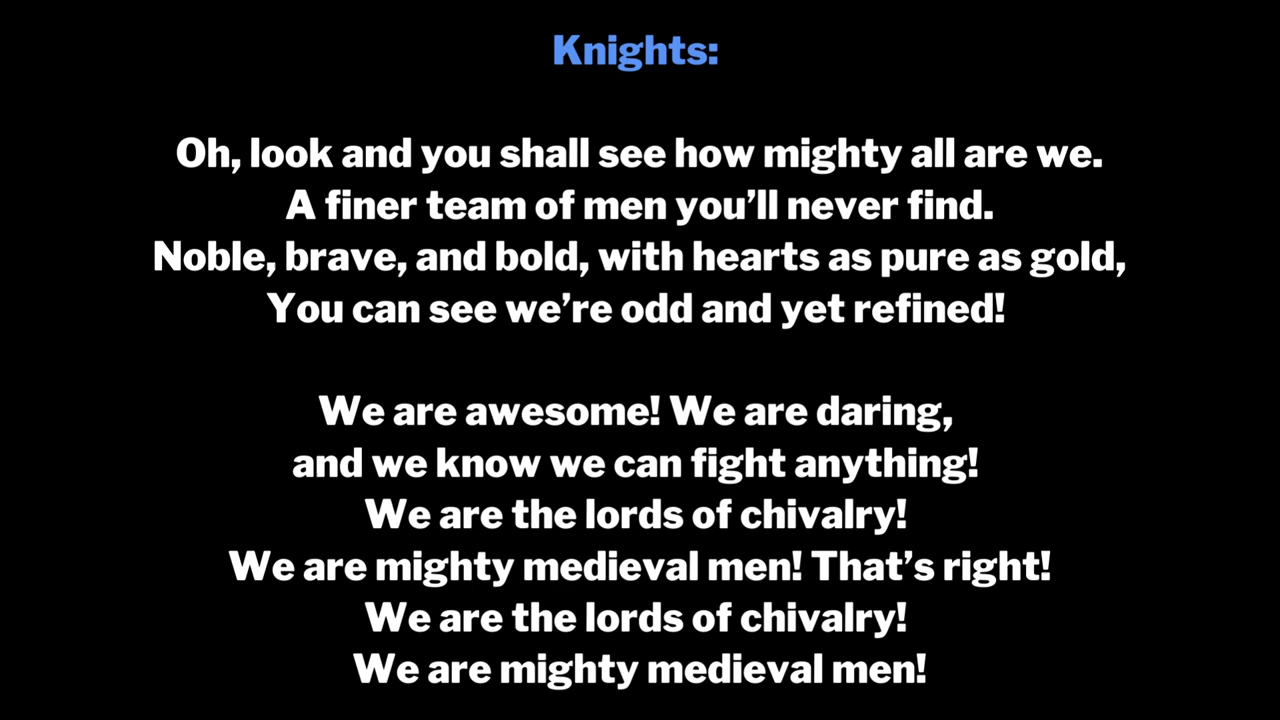 Knights:
Oh, look and you shall see how mighty all are we.
A finer team of men you’ll never find.
Noble, brave, and bold, with hearts as pure as gold,
You can see we’re odd and yet refined!
We are awesome! We are daring,
and we know we can fight anything!
We are the lords of chivalry!
We are mighty medieval men! That’s right!
We are the lords of chivalry!
We are mighty medieval men!